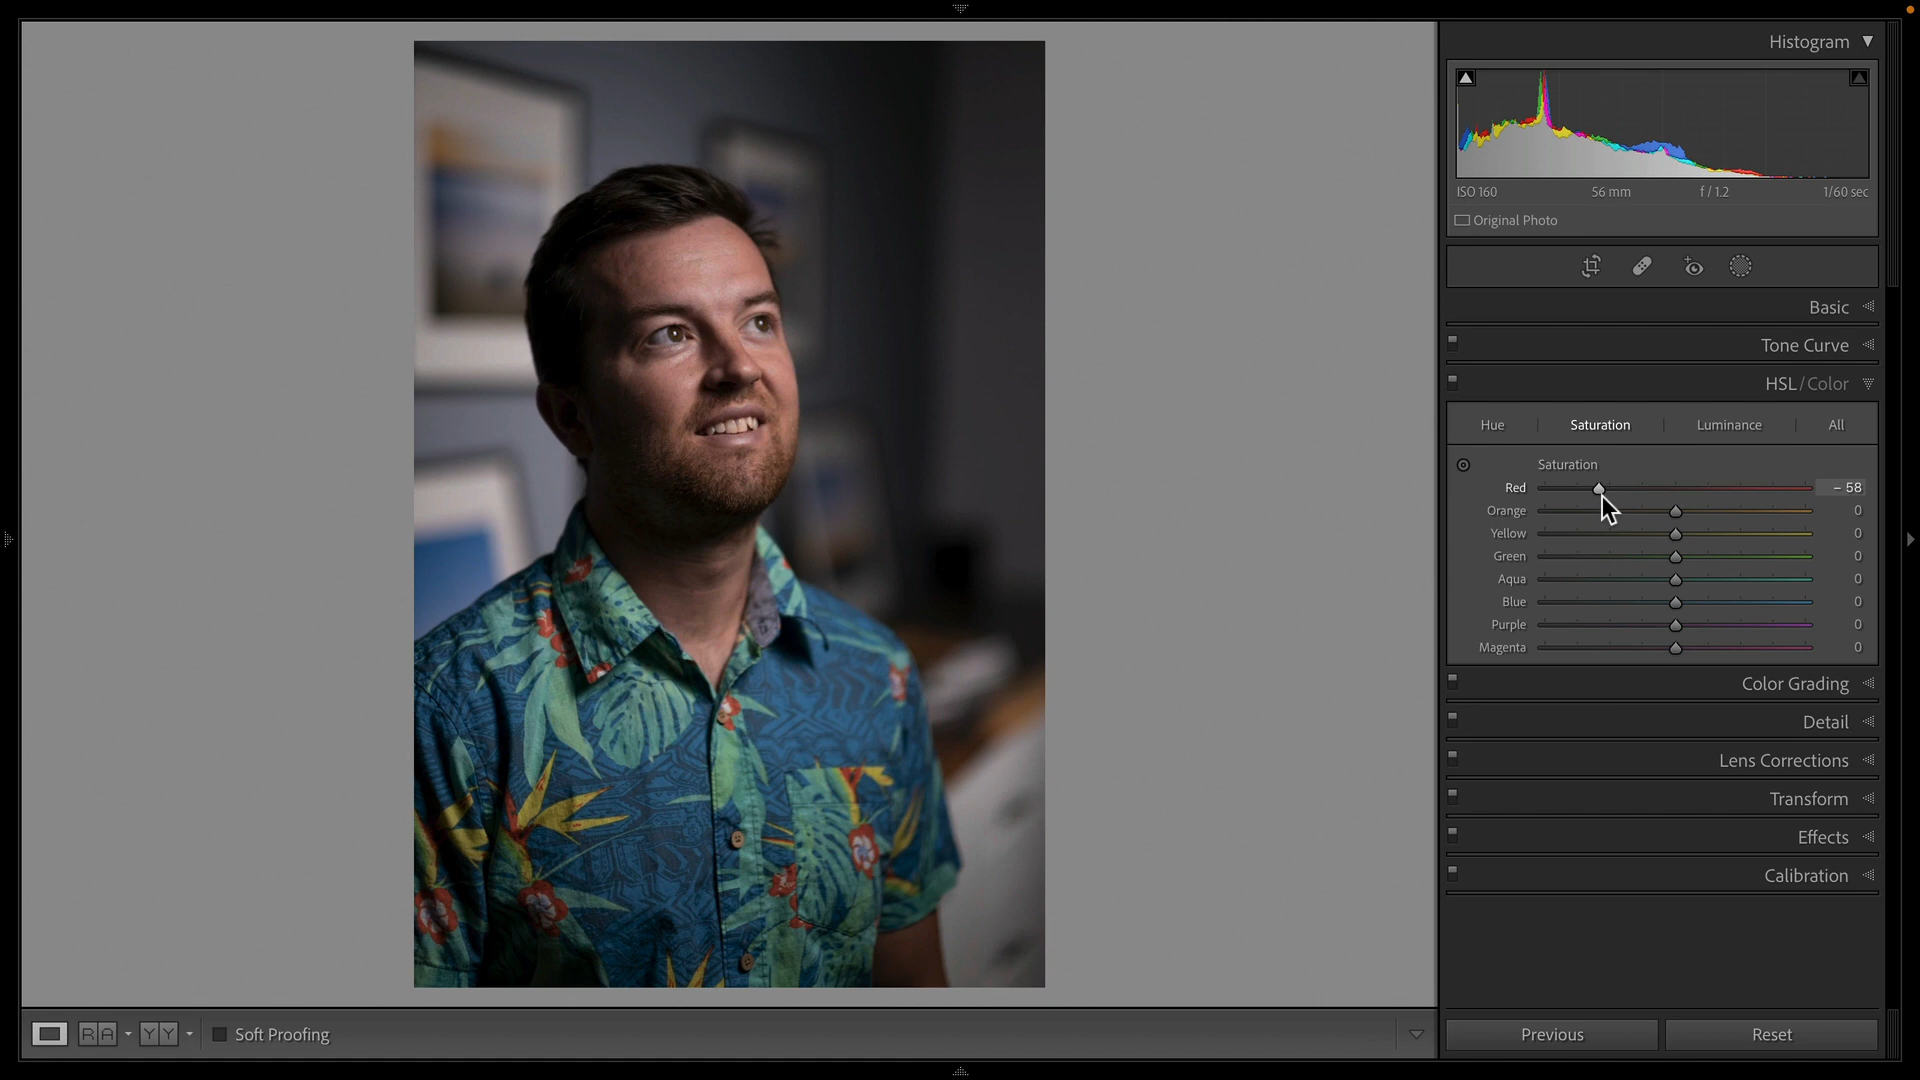 Histogram
ISO 160 56 mm f / 1.2 1/60 sec
Original Photo
Basic
Tone Curve
HSL / Color
Hue Saturation Luminance All
Saturation
Red – 58
Orange 0
Yellow 0
Green 0
Aqua 0
Blue 0
Purple 0
Magenta 0
Color Grading
Detail
Lens Corrections
Transform
Effects
Calibration
R A Y Y Soft Proofing
Previous Reset